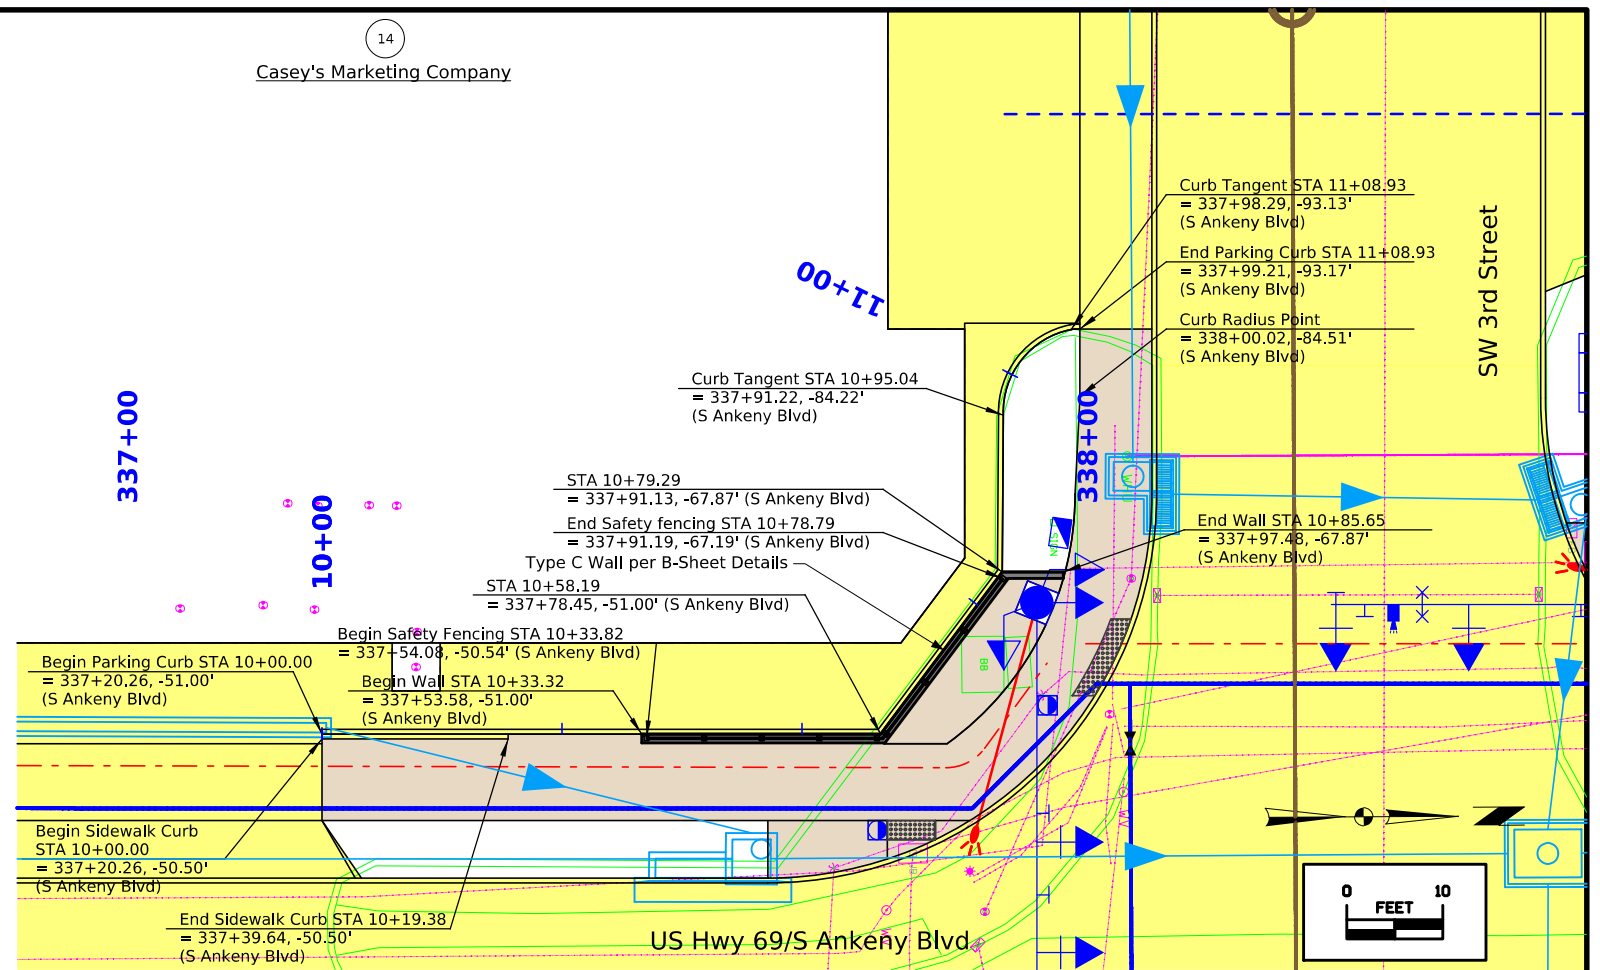 14
Casey's Marketing Company
Curb Tangent STA 11+08.93
= 337+98.29, -93.13'
(S Ankeny Blvd)
End Parking Curb STA 11+08.93
= 337+99.21, -93.17'
(S Ankeny Blvd)
Curb Radius Point
= 338+00.02, -84.51'
(S Ankeny Blvd)
SW 3rd Street
11+00
Curb Tangent STA 10+95.04
= 337+91.22, -84.22'
(S Ankeny Blvd)
337+00
338+00
10+00
STA 10+79.29
= 337+91.13, -67.87' (S Ankeny Blvd)
End Safety fencing STA 10+78.79
= 337+91.19, -67.19' (S Ankeny Blvd)
Type C Wall per B-Sheet Details
End Wall STA 10+85.65
= 337+97.48, -67.87'
(S Ankeny Blvd)
STA 10+58.19
= 337+78.45, -51.00' (S Ankeny Blvd)
Begin Safety Fencing STA 10+33.82
= 337+54.08, -50.54' (S Ankeny Blvd)
Begin Parking Curb STA 10+00.00
= 337+20.26, -51.00'
(S Ankeny Blvd)
Begin Wall STA 10+33.32
= 337+53.58, -51.00'
(S Ankeny Blvd)
BB
Begin Sidewalk Curb
STA 10+00.00
= 337+20.26, -50.50'
(S Ankeny Blvd)
End Sidewalk Curb STA 10+19.38
= 337+39.64, -50.50'
(S Ankeny Blvd)
US Hwy 69/S Ankeny Blvd
0 10
FEET